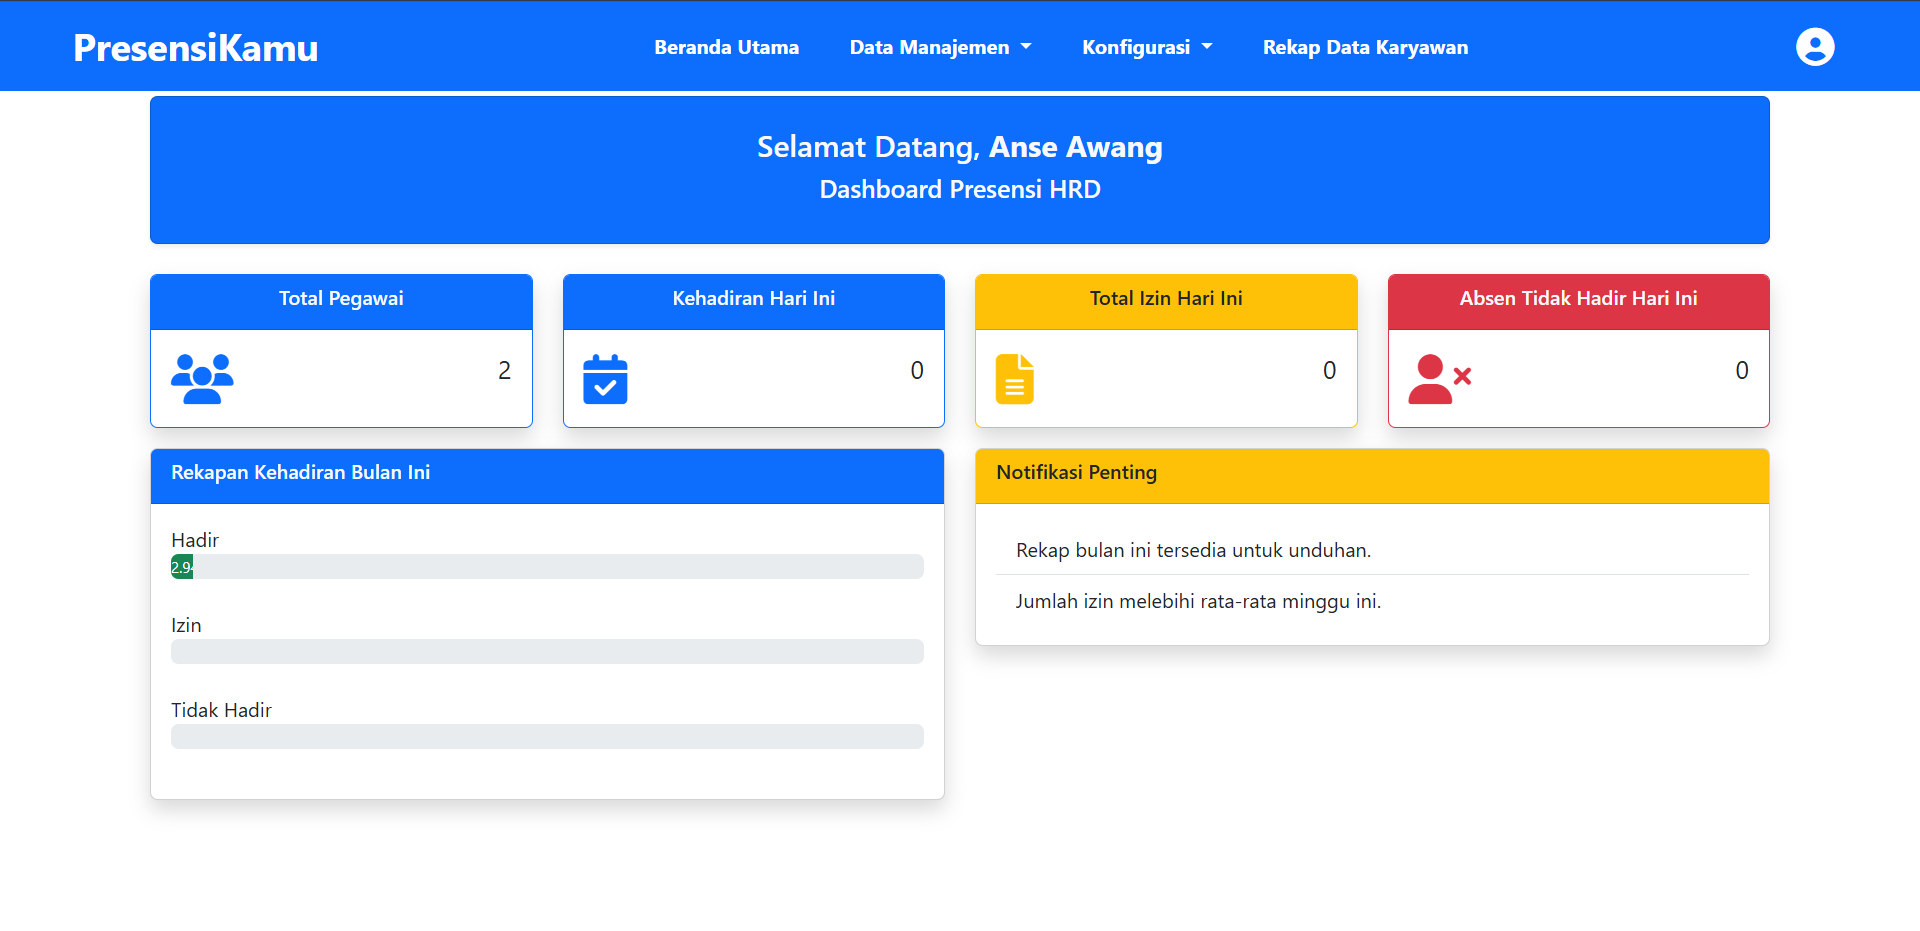 PresensiKamu
Beranda Utama
Data Manajemen
Konfigurasi
Rekap Data Karyawan
Selamat Datang, Anse Awang
Dashboard Presensi HRD
Total Pegawai
2
Kehadiran Hari Ini
0
Total Izin Hari Ini
0
Absen Tidak Hadir Hari Ini
0
Rekapan Kehadiran Bulan Ini
Hadir
Izin
Tidak Hadir
Notifikasi Penting
Rekap bulan ini tersedia untuk unduhan.
Jumlah izin melebihi rata-rata minggu ini.